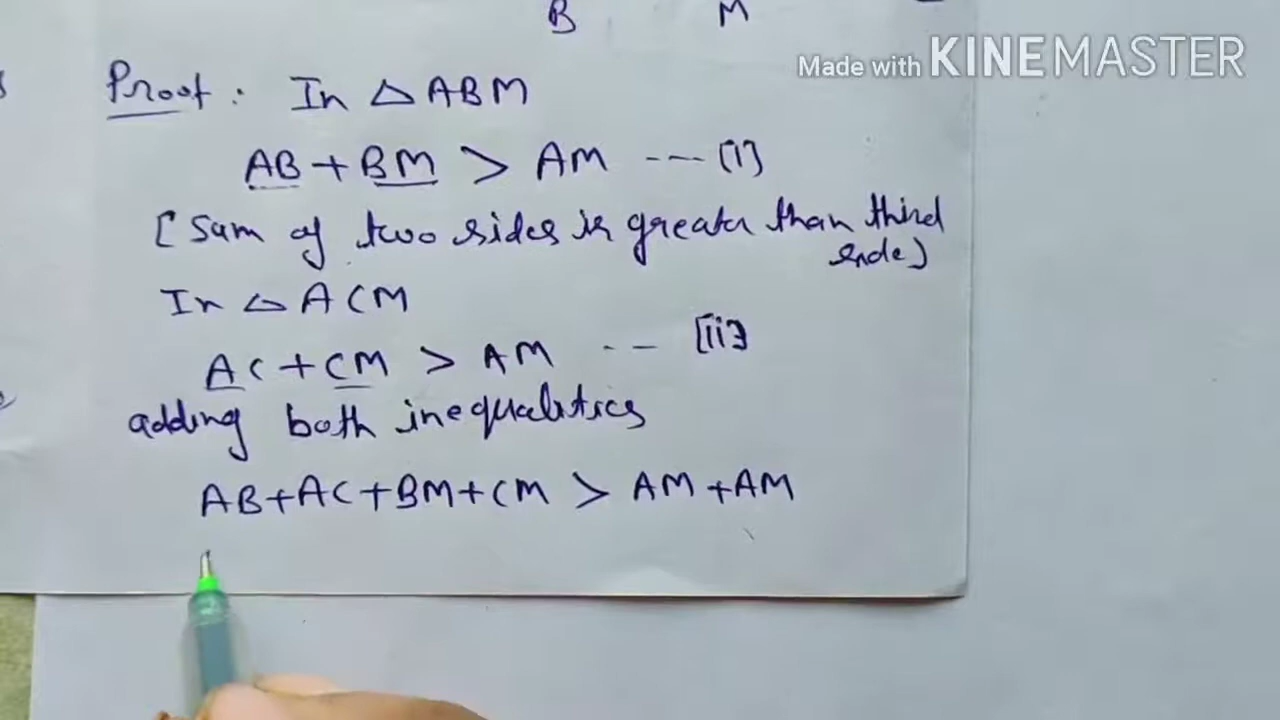 B M
Made with KINEMASTER
Proof : In △ ABM
AB + BM > AM --- (i)
[ Sum of two sides is greater than third
side ]
In △ ACM
AC + CM > AM -- [ii]
adding both inequalities
AB+AC+BM+CM > AM+AM